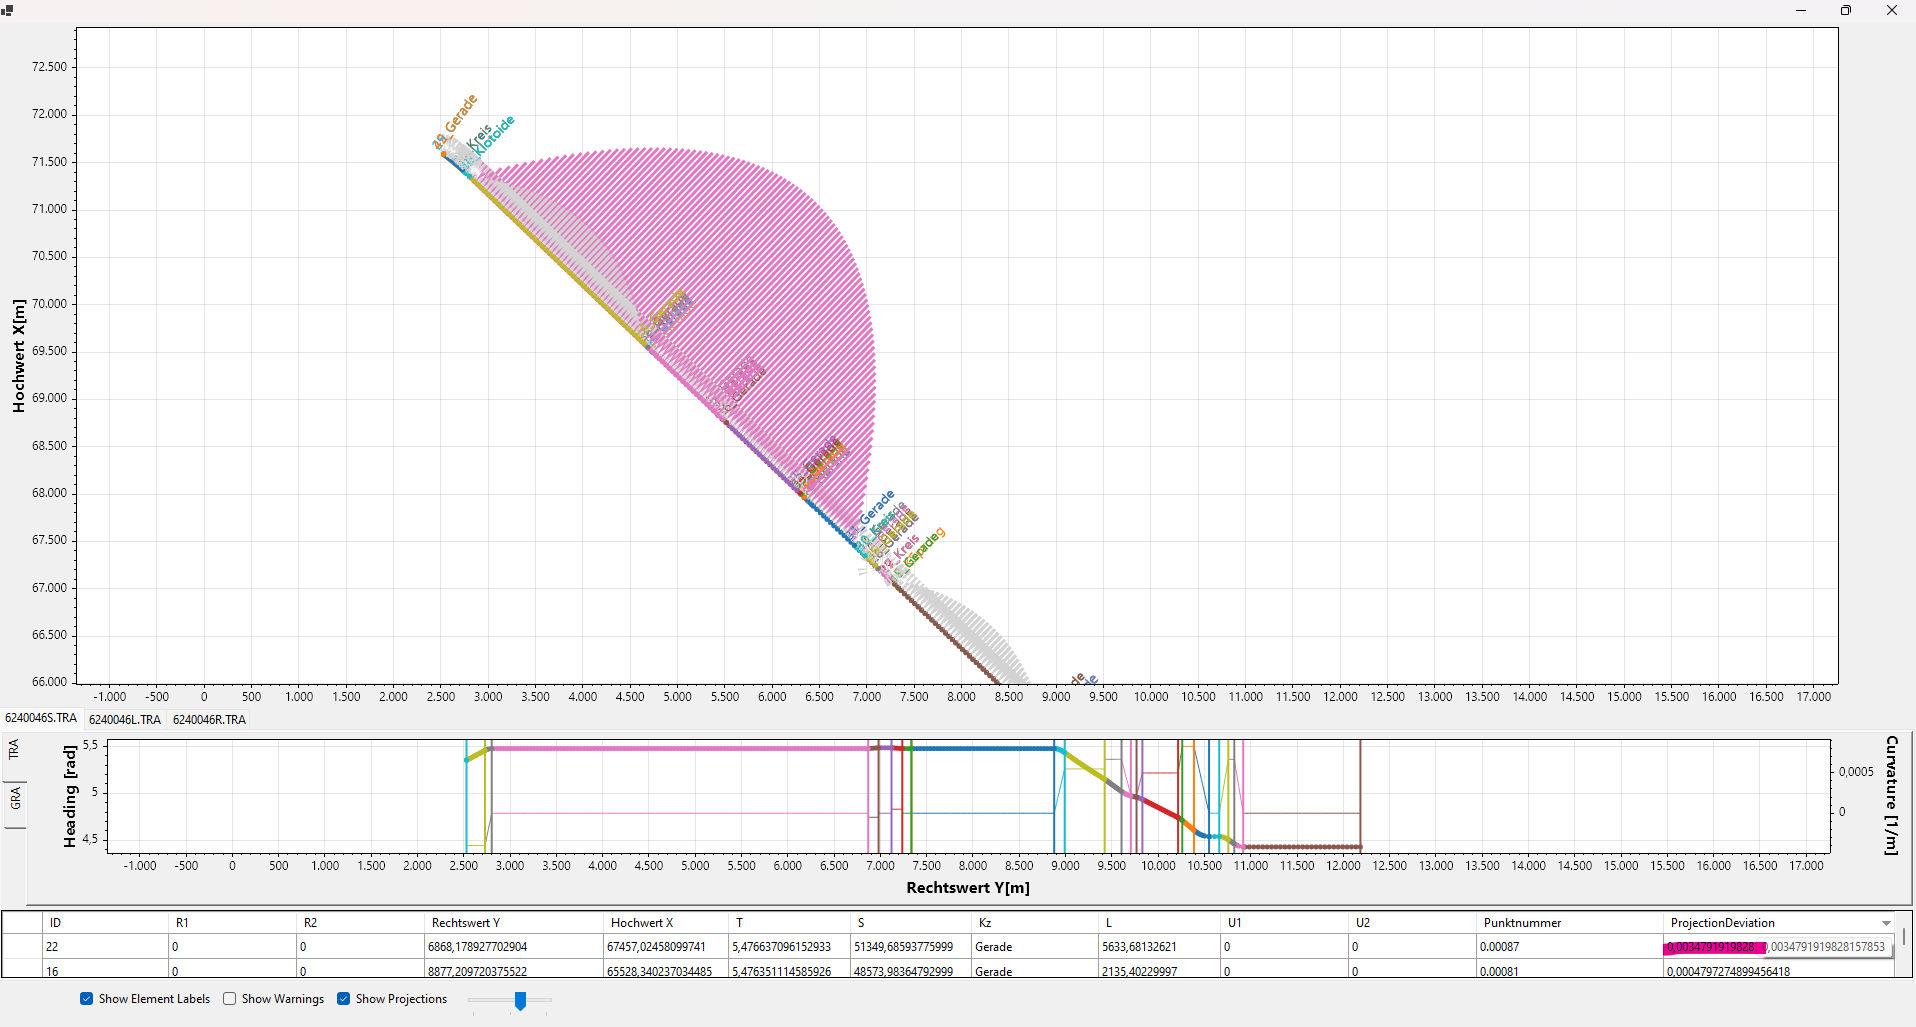 72.500
72.000
71.500
71.000
70.500
70.000
69.500
69.000
68.500
68.000
67.500
67.000
66.500
66.000
Hochwert X[m]
_Gerade
Kreis
Klotoide
_Gerade
_Gerade
Gerade
_Gerade
Kreis
Gerade
_Kreis
_Gerade
-1.000 -500 0 500 1.000 1.500 2.000 2.500 3.000 3.500 4.000 4.500 5.000 5.500 6.000 6.500 7.000 7.500 8.000 8.500 9.000 9.500 10.000 10.500 11.000 11.500 12.000 12.500 13.000 13.500 14.000 14.500 15.000 15.500 16.000 16.500 17.000
6240046S.TRA 6240046L.TRA 6240046R.TRA
TRA
GRA
Heading [rad]
5,5
5
4,5
Curvature [1/m]
0,0005
0
-1.000 -500 0 500 1.000 1.500 2.000 2.500 3.000 3.500 4.000 4.500 5.000 5.500 6.000 6.500 7.000 7.500 8.000 8.500 9.000 9.500 10.000 10.500 11.000 11.500 12.000 12.500 13.000 13.500 14.000 14.500 15.000 15.500 16.000 16.500 17.000
Rechtswert Y[m]
ID R1 R2 Rechtswert Y Hochwert X T S Kz L U1 U2 Punktnummer ProjectionDeviation
22 0 0 6868,178927702904 67457,02458099741 5,476637096152933 51349,68593775999 Gerade 5633,68132621 0 0 0.00087 0,0034791919828 0,0034791919828157853
16 0 0 8877,209720375522 65528,340237034485 5,476351114585926 48573,98364792999 Gerade 2135,40229997 0 0 0.00081 0,0004797274899456418
Show Element Labels Show Warnings Show Projections